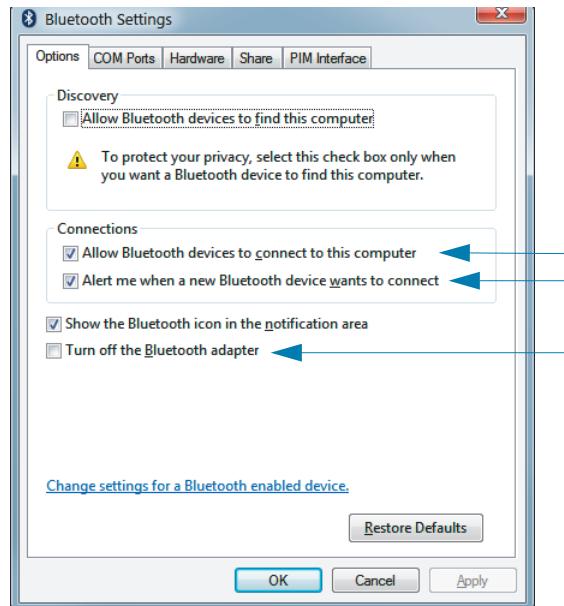 Bluetooth Settings
Options COM Ports Hardware Share PIM Interface
Discovery
Allow Bluetooth devices to find this computer
To protect your privacy, select this check box only when
you want a Bluetooth device to find this computer.
Connections
Allow Bluetooth devices to connect to this computer
Alert me when a new Bluetooth device wants to connect
Show the Bluetooth icon in the notification area
Turn off the Bluetooth adapter
Change settings for a Bluetooth enabled device.
Restore Defaults
OK Cancel Apply